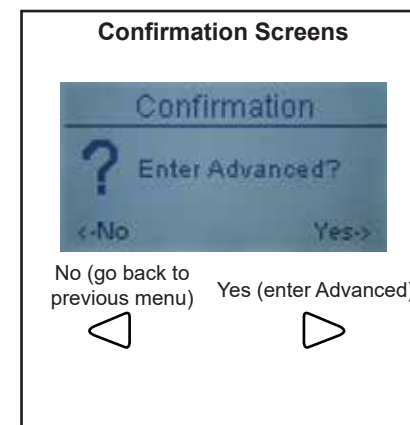 Confirmation Screens
Confirmation
? Enter Advanced?
<-No Yes->
No (go back to
previous menu) Yes (enter Advanced)